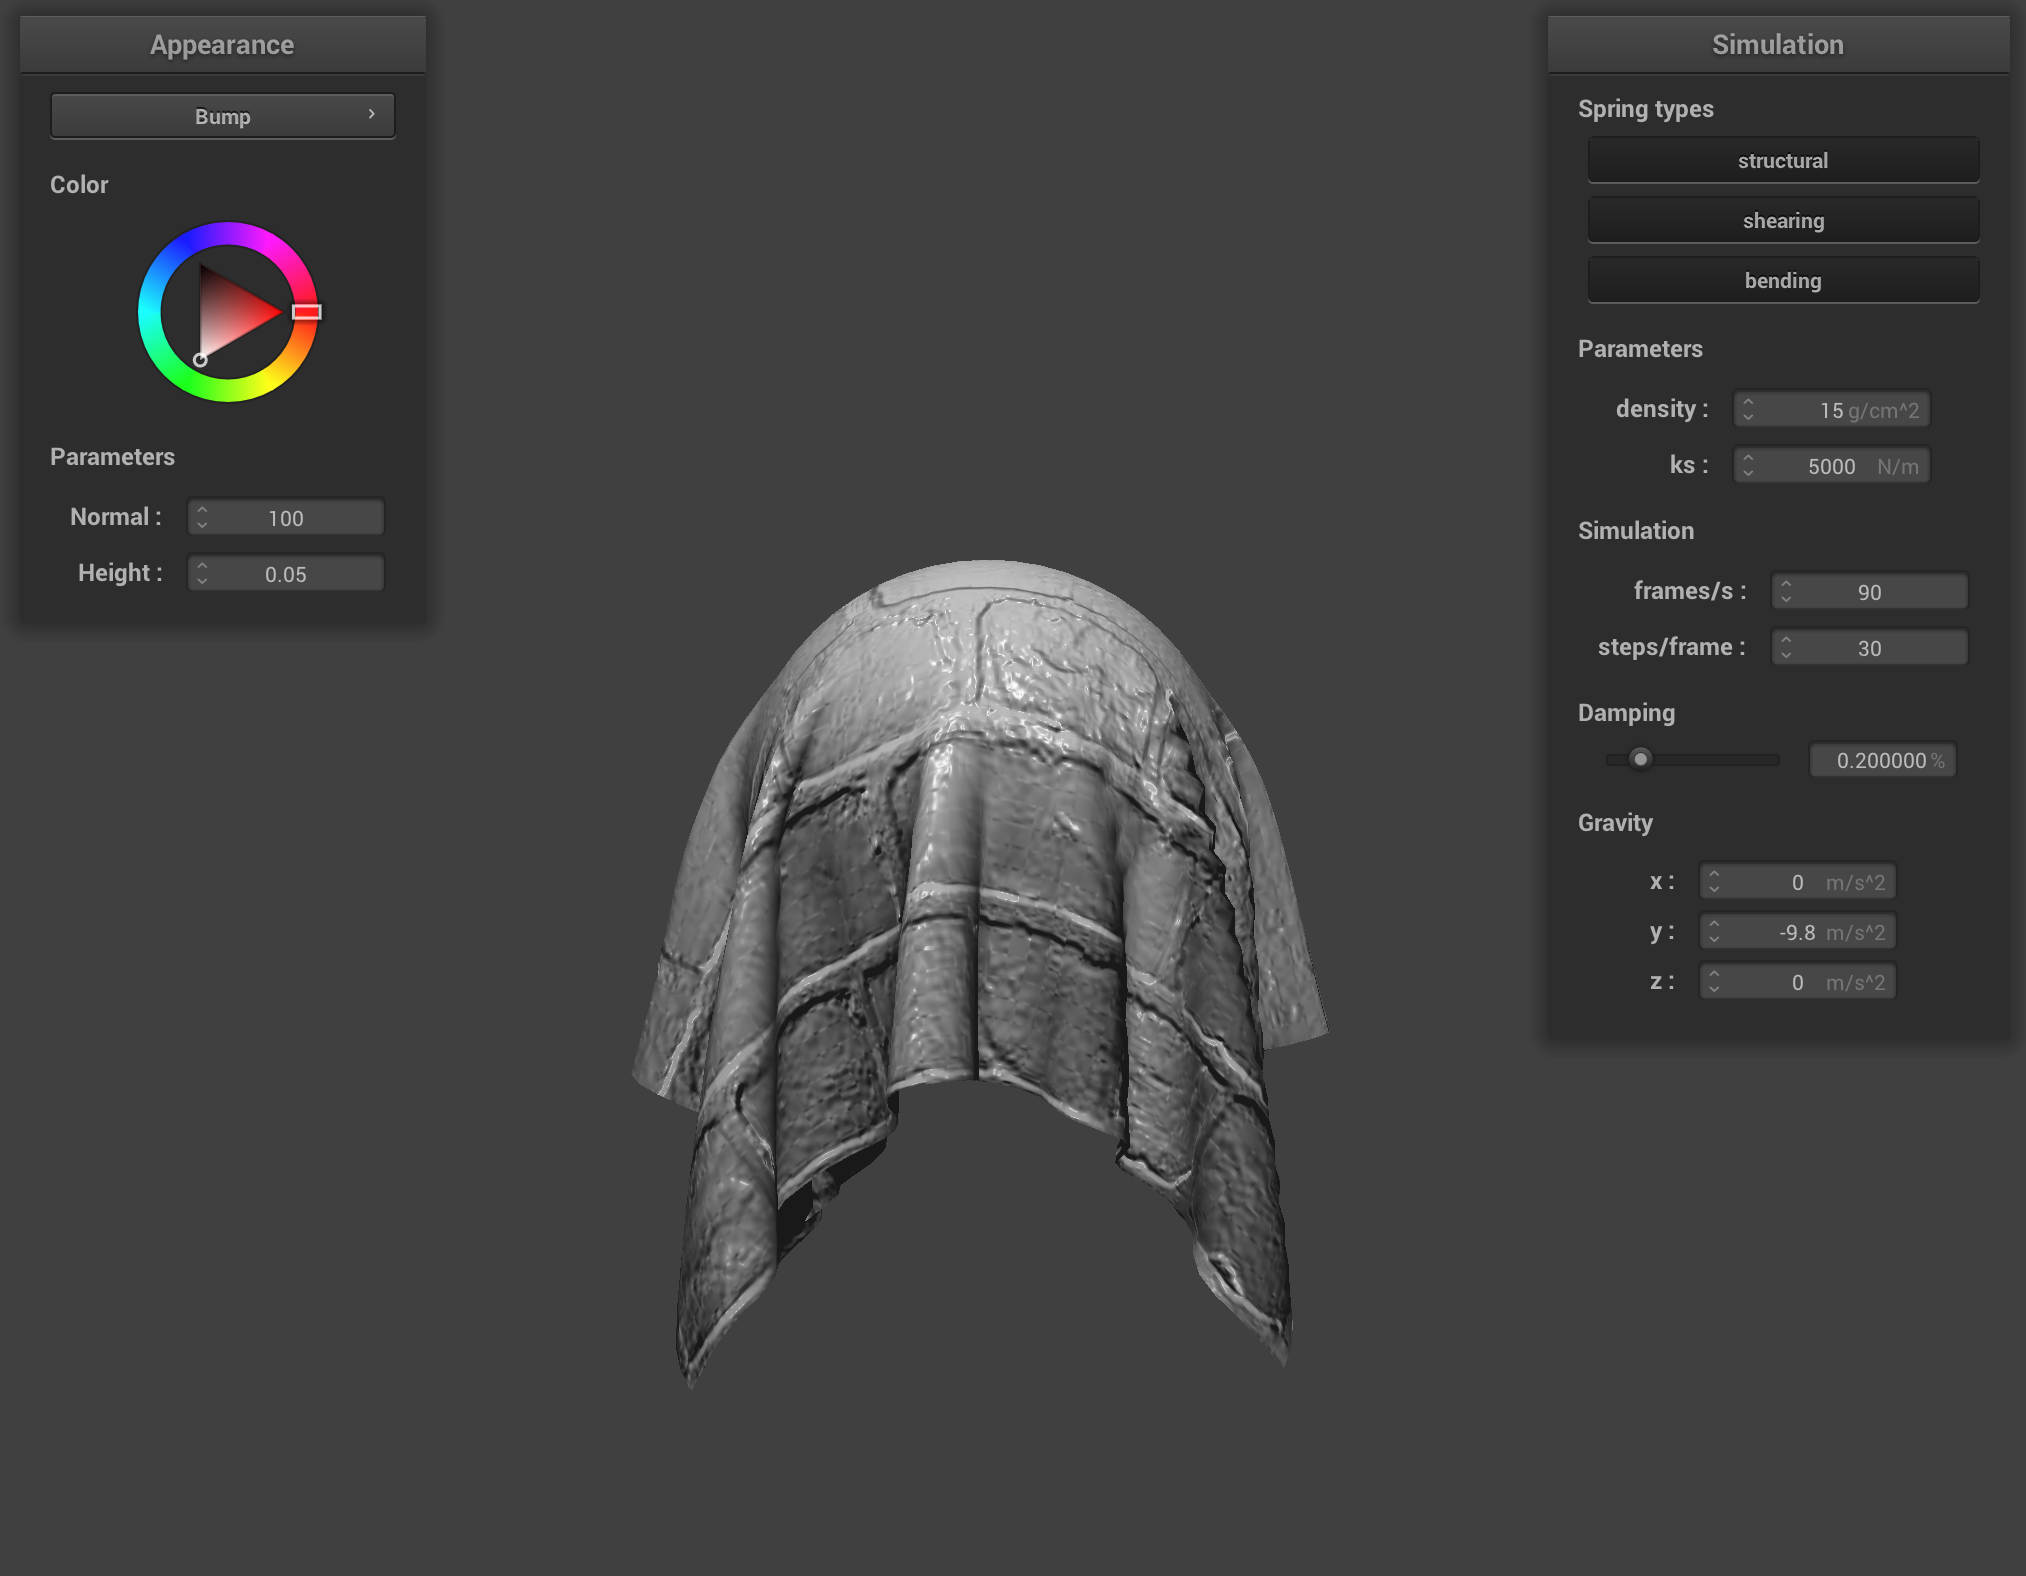 Appearance
Bump
Color
Parameters
Normal : 100
Height : 0.05
Simulation
Spring types
structural
shearing
bending
Parameters
density : 15 g/cm^2
ks : 5000 N/m
Simulation
frames/s : 90
steps/frame : 30
Damping
0.200000 %
Gravity
x : 0 m/s^2
y : -9.8 m/s^2
z : 0 m/s^2